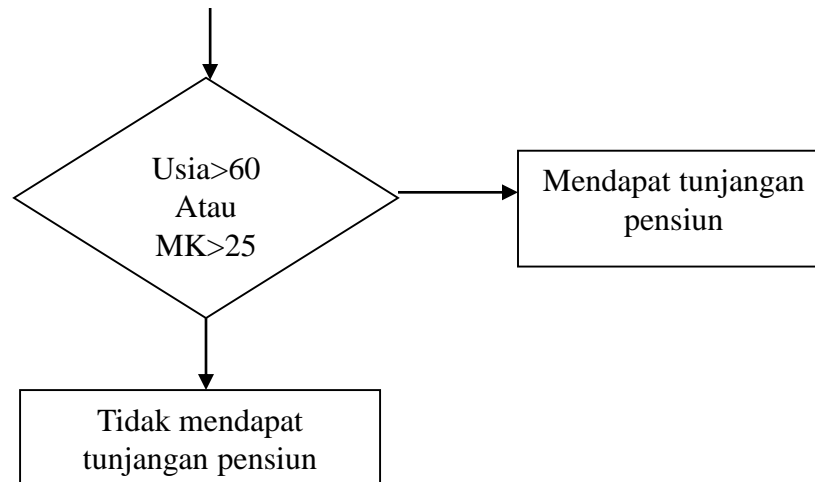 Usia>60
Atau
MK>25
Mendapat tunjangan
pensiun
Tidak mendapat
tunjangan pensiun